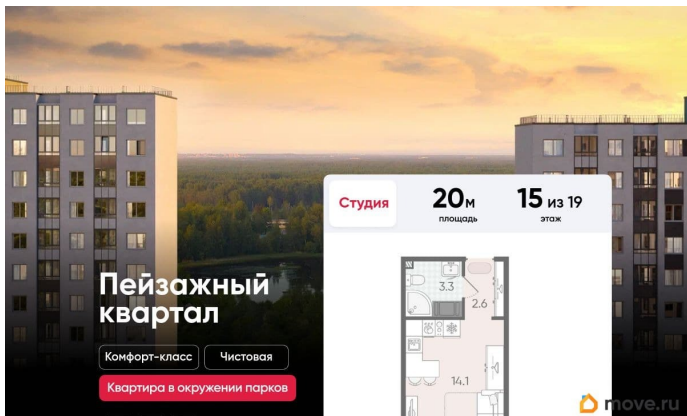 Студия
20м
площадь
15 из 19
этаж
3.3
2.6
14.1
Пейзажный
квартал
Комфорт-класс
Чистовая
Квартира в окружении парков
move.ru